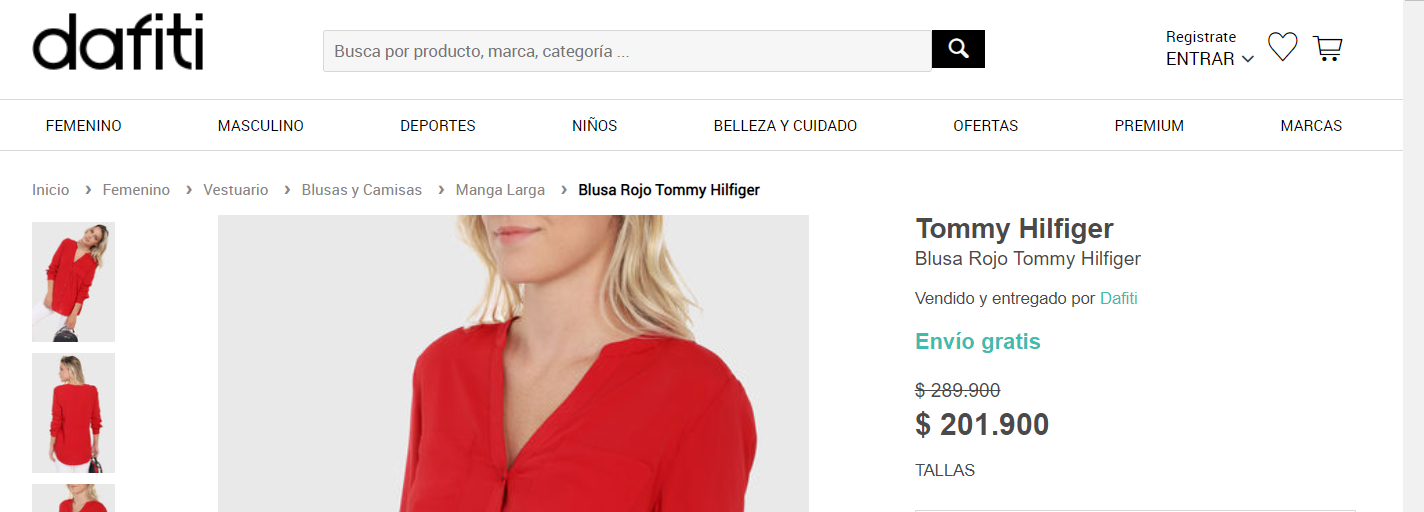 dafiti
Busca por producto, marca, categoría ...
Registrate
ENTRAR
FEMENINO MASCULINO DEPORTES NIÑOS BELLEZA Y CUIDADO OFERTAS PREMIUM MARCAS
Inicio › Femenino › Vestuario › Blusas y Camisas › Manga Larga › Blusa Rojo Tommy Hilfiger
Tommy Hilfiger
Blusa Rojo Tommy Hilfiger
Vendido y entregado por Dafiti
Envío gratis
$ 289.900
$ 201.900
TALLAS